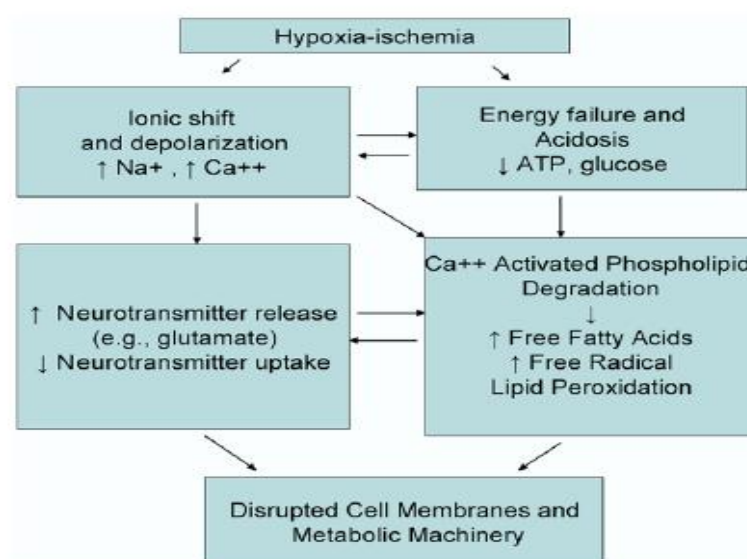 Hypoxia-ischemia
Ionic shift
and depolarization
↑ Na+ , ↑ Ca++
Energy failure and
Acidosis
↓ ATP, glucose
↑ Neurotransmitter release
(e.g., glutamate)
↓ Neurotransmitter uptake
Ca++ Activated Phospholipid
Degradation
↓
↑ Free Fatty Acids
↑ Free Radical
Lipid Peroxidation
Disrupted Cell Membranes and
Metabolic Machinery